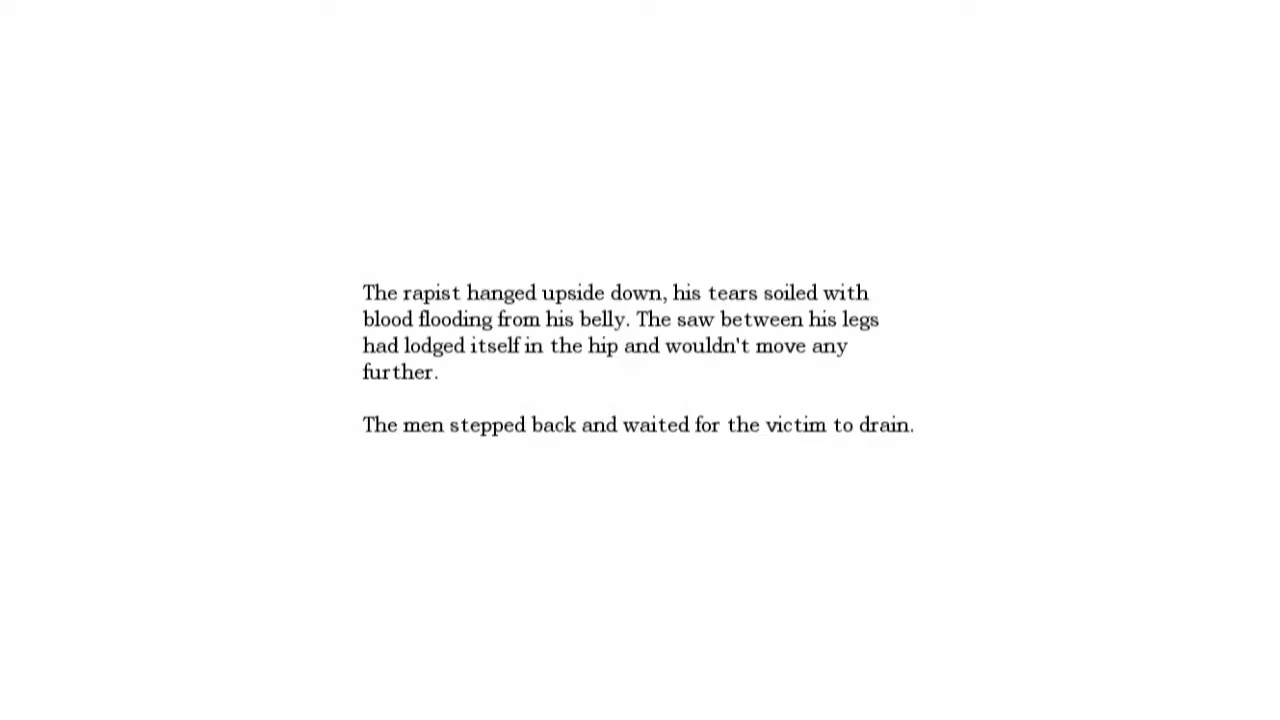 The rapist hanged upside down, his tears soiled with
blood flooding from his belly. The saw between his legs
had lodged itself in the hip and wouldn't move any
further.
The men stepped back and waited for the victim to drain.